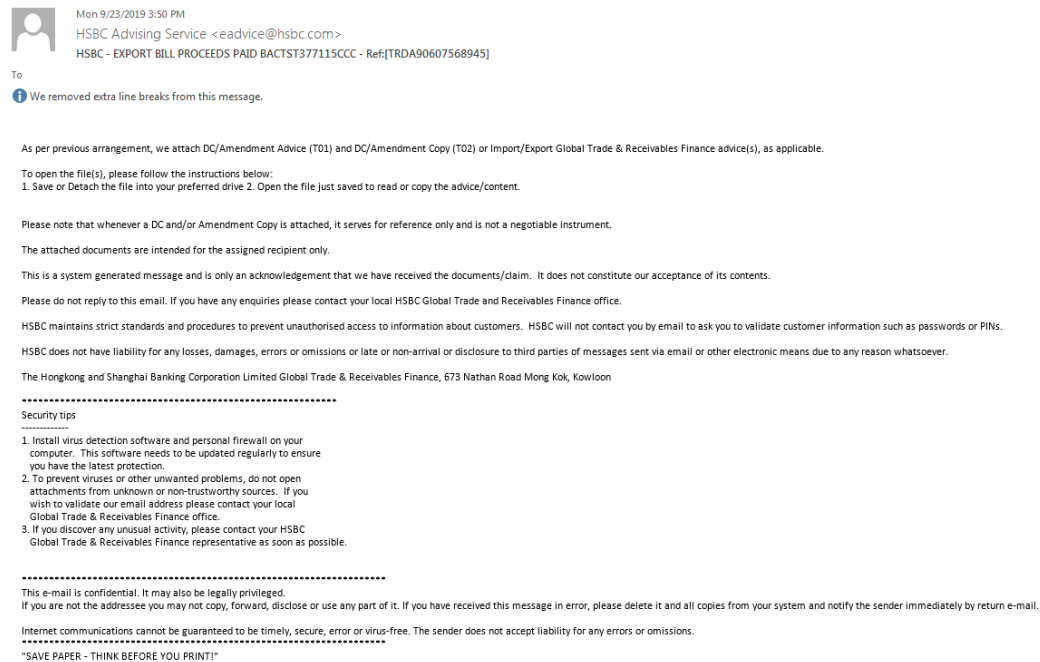 Mon 9/23/2019 3:50 PM
HSBC Advising Service <eadvice@hsbc.com>
HSBC - EXPORT BILL PROCEEDS PAID BACTST377115CCC - Ref:[TRDA90607568945]
To
We removed extra line breaks from this message.
As per previous arrangement, we attach DC/Amendment Advice (T01) and DC/Amendment Copy (T02) or Import/Export Global Trade & Receivables Finance advice(s), as applicable.
To open the file(s), please follow the instructions below:
1. Save or Detach the file into your preferred drive 2. Open the file just saved to read or copy the advice/content.
Please note that whenever a DC and/or Amendment Copy is attached, it serves for reference only and is not a negotiable instrument.
The attached documents are intended for the assigned recipient only.
This is a system generated message and is only an acknowledgement that we have received the documents/claim.  It does not constitute our acceptance of its contents.
Please do not reply to this email. If you have any enquiries please contact your local HSBC Global Trade and Receivables Finance office.
HSBC maintains strict standards and procedures to prevent unauthorised access to information about customers.  HSBC will not contact you by email to ask you to validate customer information such as passwords or PINs.
HSBC does not have liability for any losses, damages, errors or omissions or late or non-arrival or disclosure to third parties of messages sent via email or other electronic means due to any reason whatsoever.
The Hongkong and Shanghai Banking Corporation Limited Global Trade & Receivables Finance, 673 Nathan Road Mong Kok, Kowloon
************************************************************
Security tips
-------------
1. Install virus detection software and personal firewall on your
computer.  This software needs to be updated regularly to ensure
you have the latest protection.
2. To prevent viruses or other unwanted problems, do not open
attachments from unknown or non-trustworthy sources.  If you
wish to validate our email address please contact your local
Global Trade & Receivables Finance office.
3. If you discover any unusual activity, please contact your HSBC
Global Trade & Receivables Finance representative as soon as possible.
*********************************************************************
This e-mail is confidential. It may also be legally privileged.
If you are not the addressee you may not copy, forward, disclose or use any part of it. If you have received this message in error, please delete it and all copies from your system and notify the sender immediately by return e-mail.
Internet communications cannot be guaranteed to be timely, secure, error or virus-free. The sender does not accept liability for any errors or omissions.
*********************************************************************
"SAVE PAPER - THINK BEFORE YOU PRINT!"